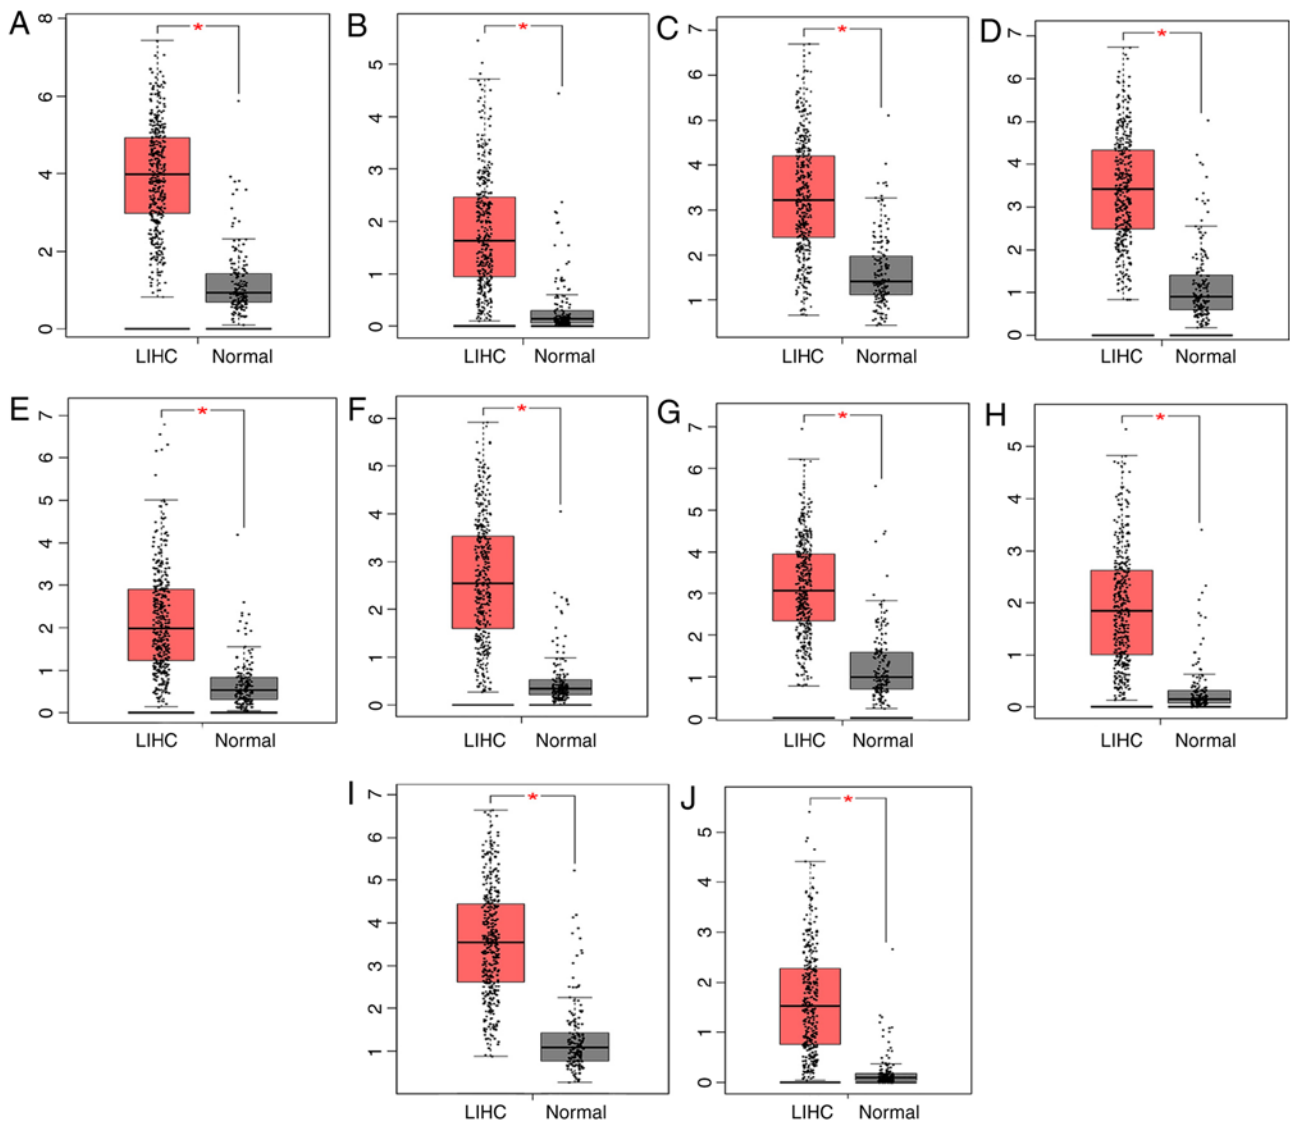 A B C D
* * * *
8 6 4 2 0
5 4 3 2 1 0
7 6 5 4 3 2 1
7 6 5 4 3 2 1 0
LIHC Normal LIHC Normal LIHC Normal LIHC Normal
E F G H
* * * *
7 6 5 4 3 2 1 0
6 5 4 3 2 1 0
7 6 5 4 3 2 1 0
5 4 3 2 1 0
LIHC Normal LIHC Normal LIHC Normal LIHC Normal
I J
* *
7 6 5 4 3 2 1
5 4 3 2 1 0
LIHC Normal LIHC Normal